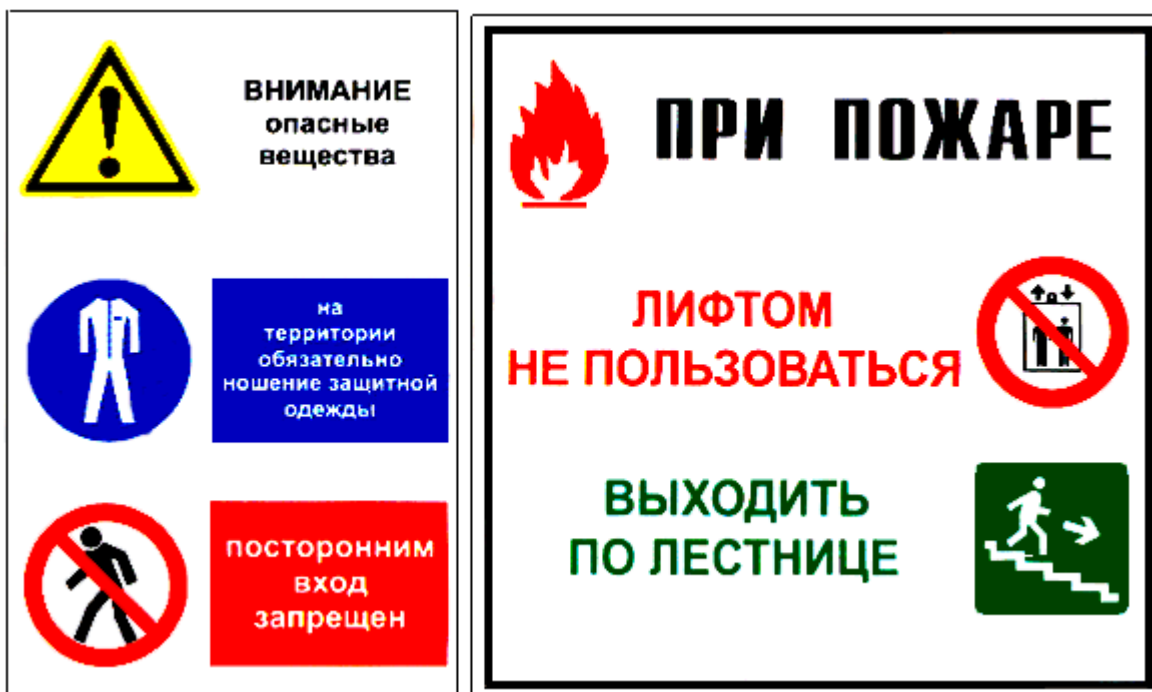 ВНИМАНИЕ
опасные
вещества
на
территории
обязательно
ношение защитной
одежды
посторонним
вход
запрещен
ПРИ ПОЖАРЕ
ЛИФТОМ
НЕ ПОЛЬЗОВАТЬСЯ
ВЫХОДИТЬ
ПО ЛЕСТНИЦЕ